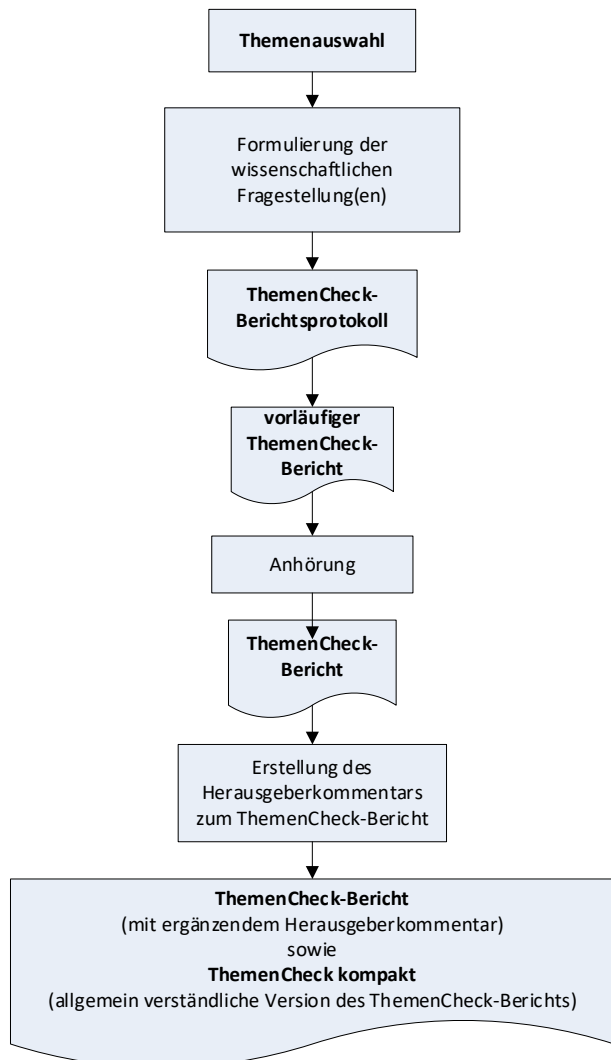 Themenauswahl
Formulierung der
wissenschaftlichen
Fragestellung(en)
ThemenCheck-
Berichtsprotokoll
vorläufiger
ThemenCheck-
Bericht
Anhörung
ThemenCheck-
Bericht
Erstellung des
Herausgeberkommentars
zum ThemenCheck-Bericht
ThemenCheck-Bericht
(mit ergänzendem Herausgeberkommentar)
sowie
ThemenCheck kompakt
(allgemein verständliche Version des ThemenCheck-Berichts)